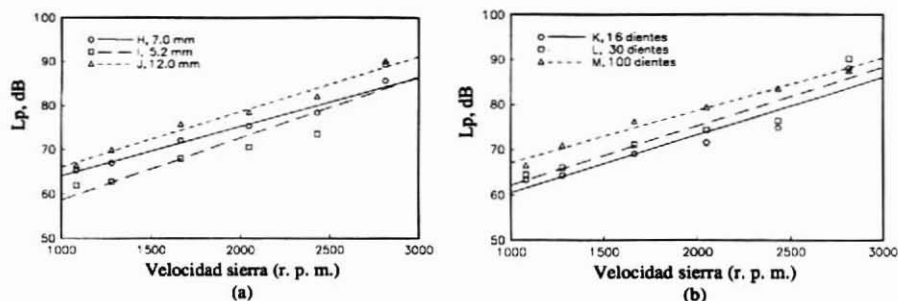 90
80
70
60
50
Lp, dB
H, 7.0 mm
I, 5.2 mm
J, 12.0 mm
1000
1500
2000
2500
3000
Velocidad sierra (r. p. m.)
(a)
90
80
70
60
50
Lp, dB
K, 16 dientes
L, 30 dientes
M, 100 dientes
1000
1500
2000
2500
3000
Velocidad sierra (r. p. m.)
(b)